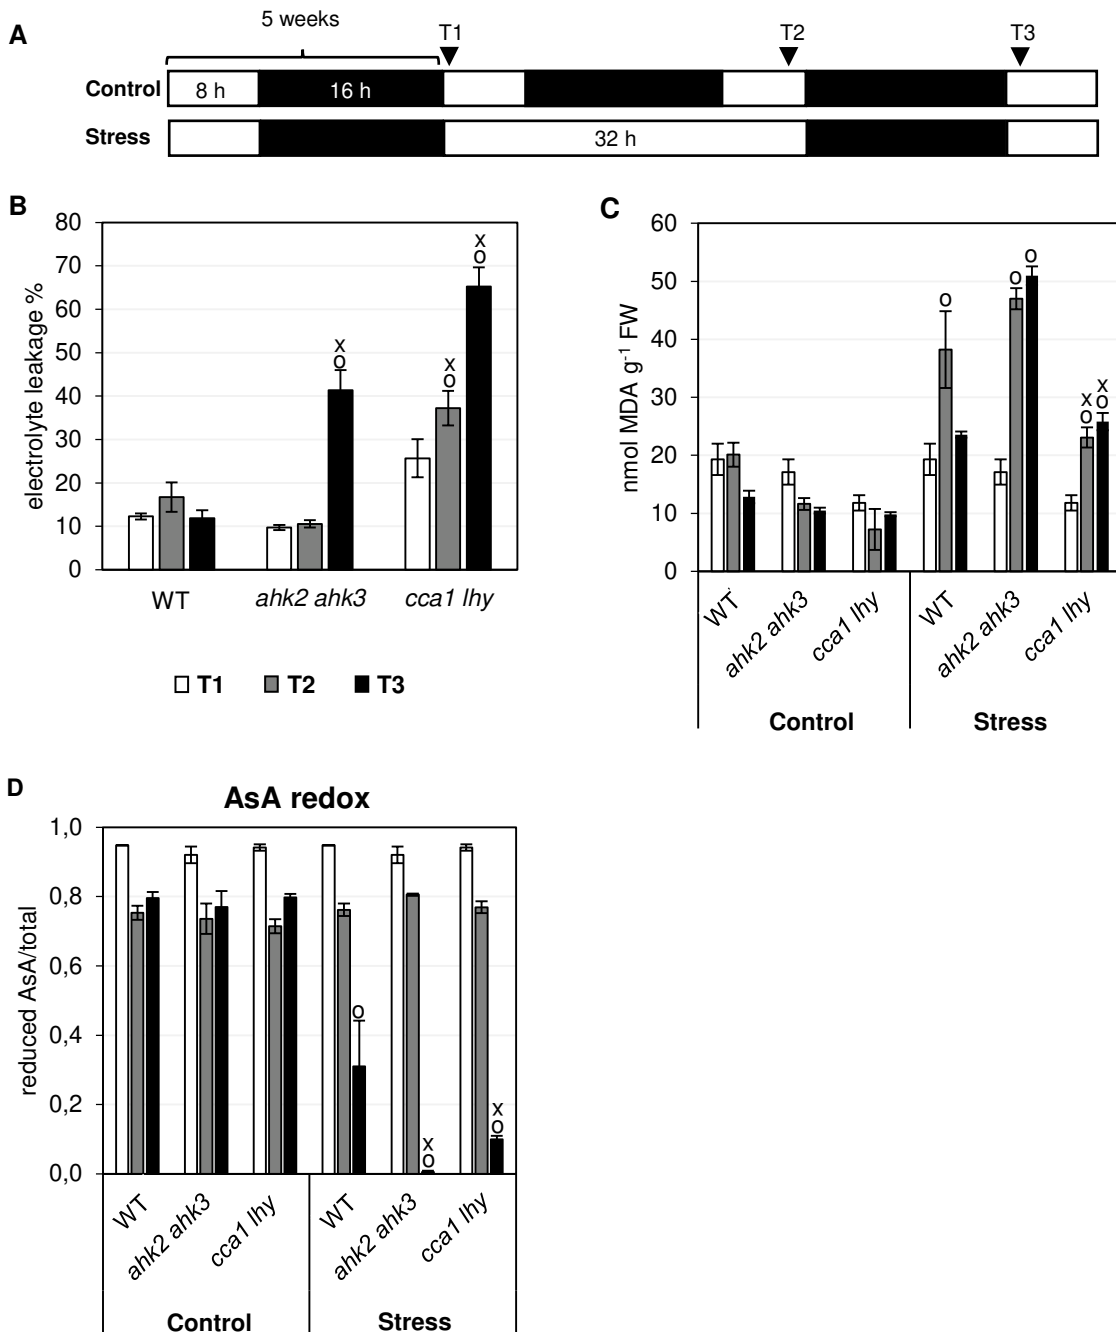 A
5 weeks
T1
T2
T3
Control
8 h
16 h
Stress
32 h
B
electrolyte leakage %
80
70
60
50
40
30
20
10
0
x
o
x
o
x
o
WT
ahk2 ahk3
cca1 lhy
T1
T2
T3
C
nmol MDA g⁻¹ FW
60
50
40
30
20
10
0
o
o
o
x
o
x
o
WT
ahk2 ahk3
cca1 lhy
WT
ahk2 ahk3
cca1 lhy
Control
Stress
D
AsA redox
reduced AsA/total
1,0
0,8
0,6
0,4
0,2
0,0
o
x
o
x
o
WT
ahk2 ahk3
cca1 lhy
WT
ahk2 ahk3
cca1 lhy
Control
Stress